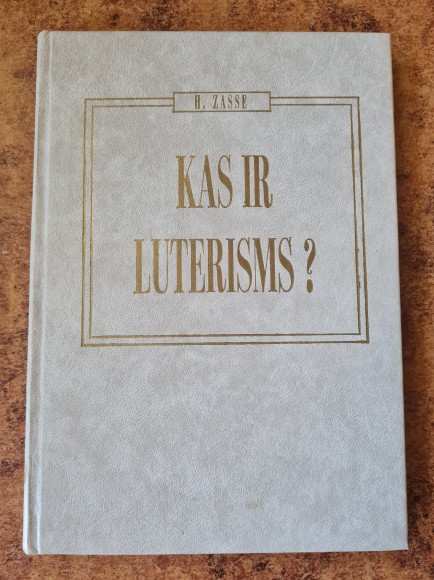 H. ZASSE
KAS IR
LUTERISMS ?